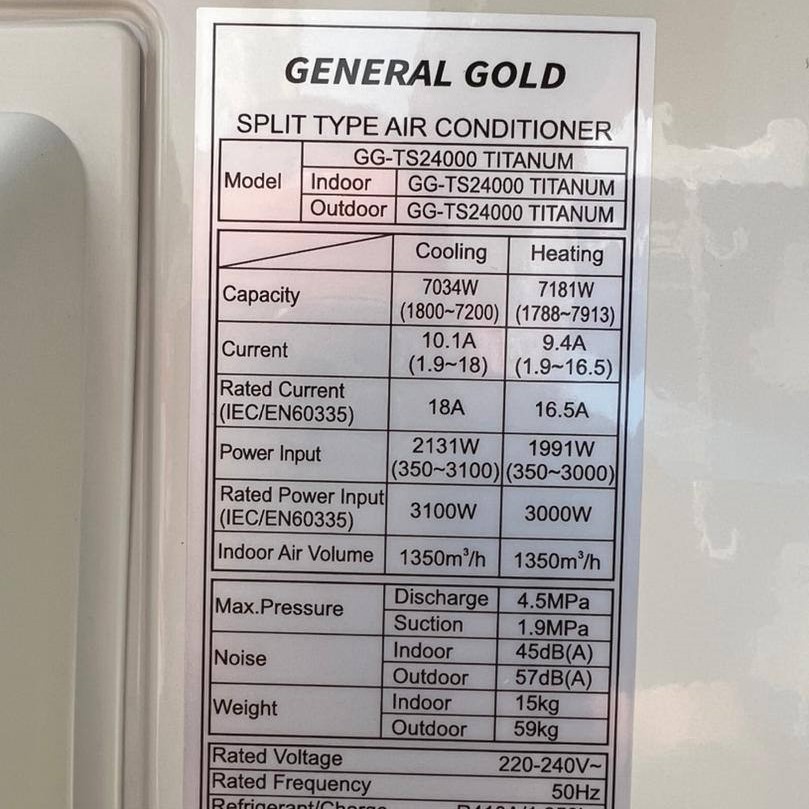 GENERAL GOLD
SPLIT TYPE AIR CONDITIONER
Model GG-TS24000 TITANUM
Indoor GG-TS24000 TITANUM
Outdoor GG-TS24000 TITANUM
Cooling Heating
Capacity 7034W (1800~7200) 7181W (1788~7913)
Current 10.1A (1.9~18) 9.4A (1.9~16.5)
Rated Current (IEC/EN60335) 18A 16.5A
Power Input 2131W (350~3100) 1991W (350~3000)
Rated Power Input (IEC/EN60335) 3100W 3000W
Indoor Air Volume 1350m³/h 1350m³/h
Max.Pressure Discharge 4.5MPa
Suction 1.9MPa
Noise Indoor 45dB(A)
Outdoor 57dB(A)
Weight Indoor 15kg
Outdoor 59kg
Rated Voltage 220-240V~
Rated Frequency 50Hz
Refrigerant/Charge